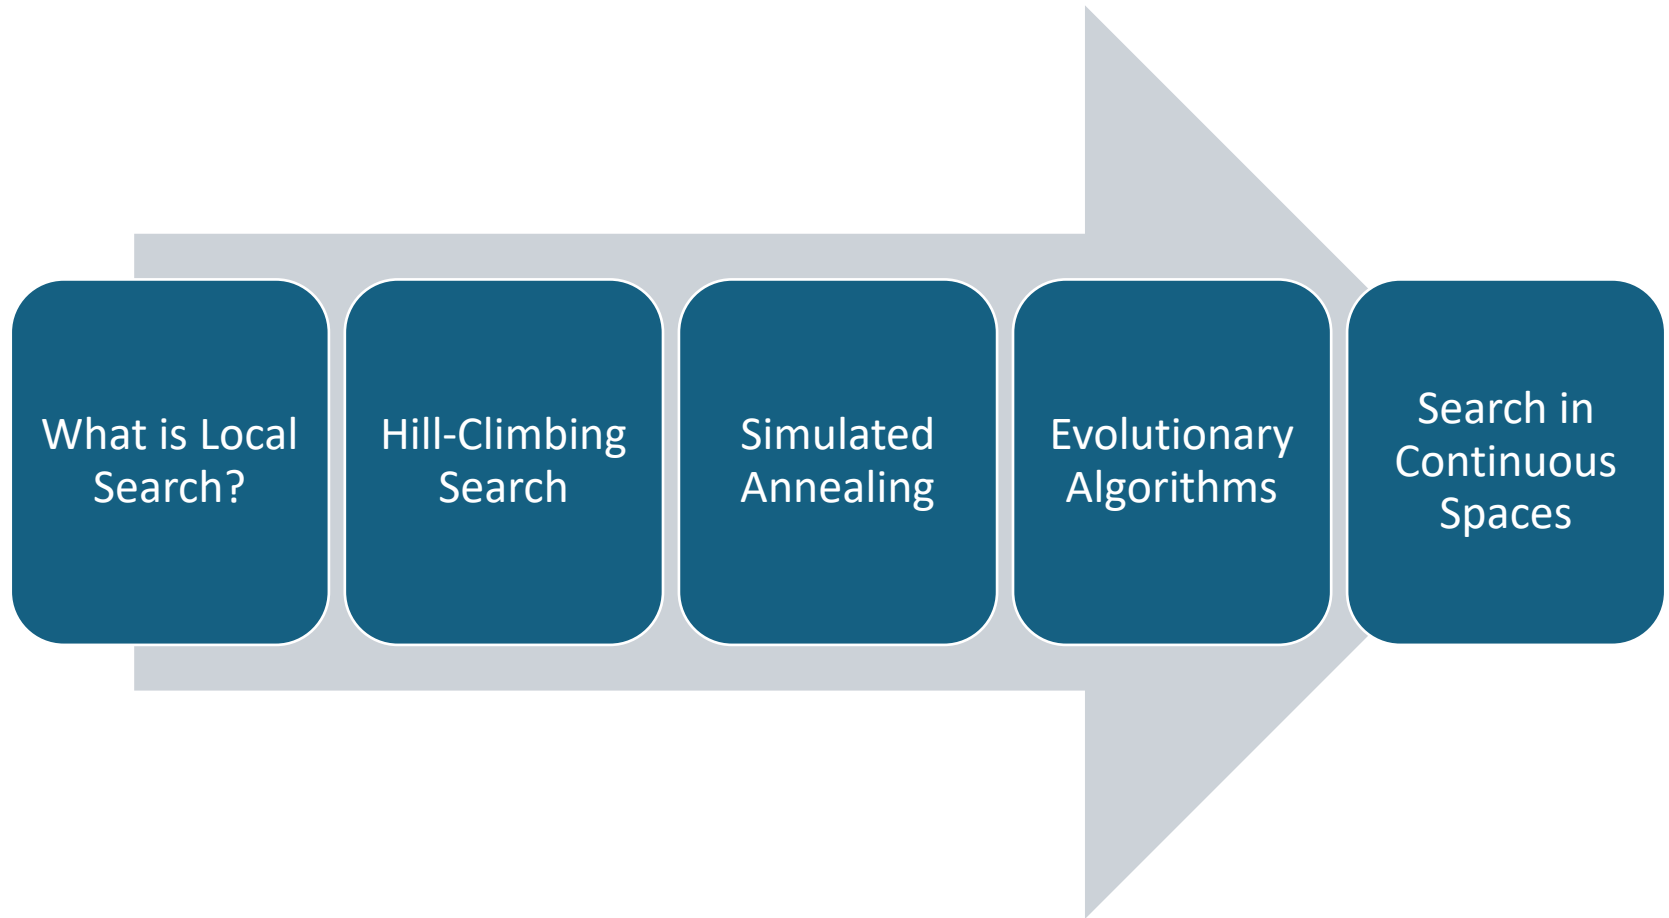 What is Local
Search?
Hill-Climbing
Search
Simulated
Annealing
Evolutionary
Algorithms
Search in
Continuous
Spaces